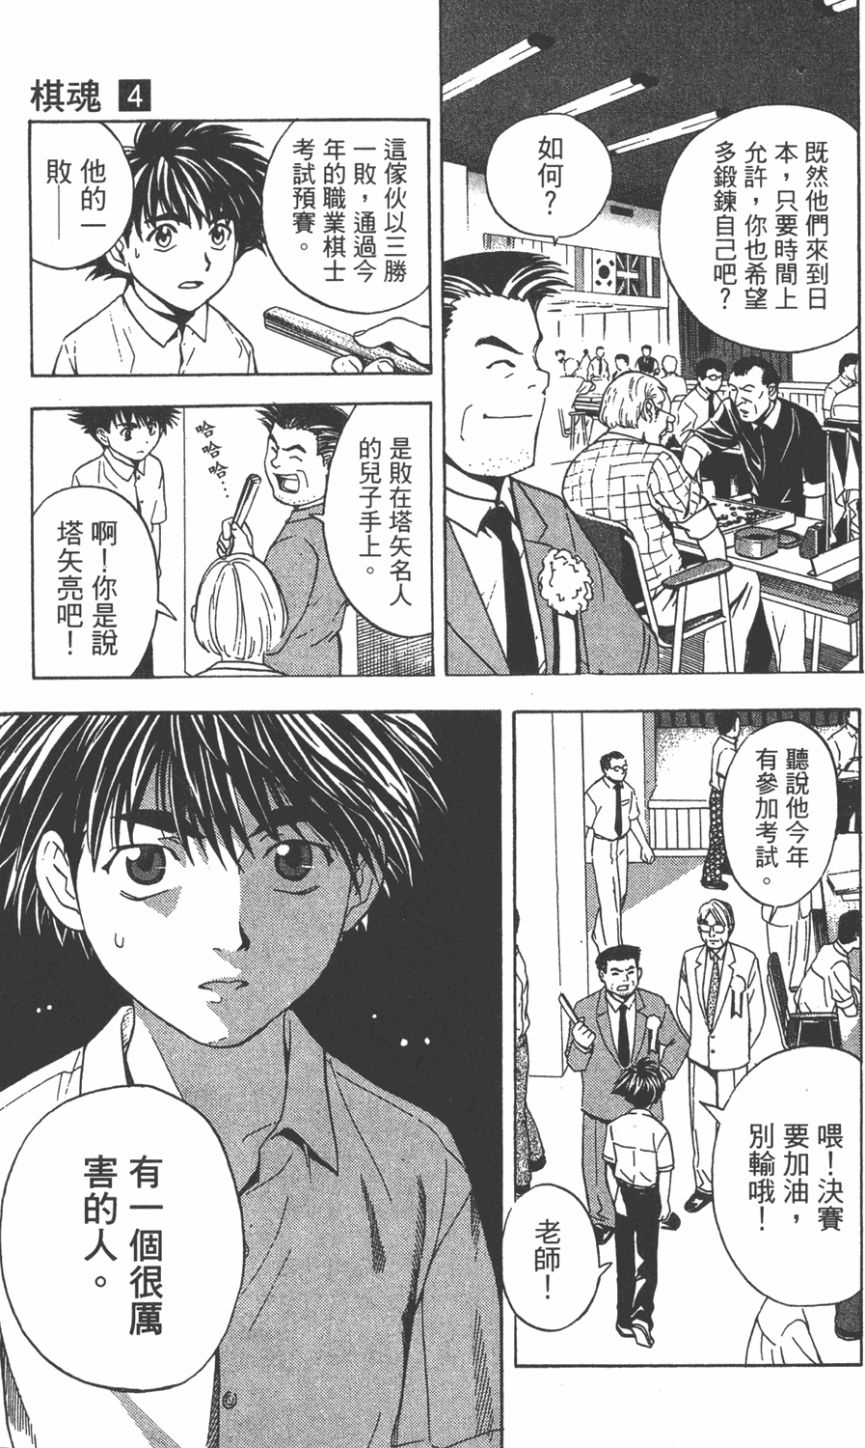 棋魂 4
既然他們來到日
本，只要時間上
允許，你也希望
多鍛鍊自己吧？
如何？
這傢伙以三勝
一敗，通過今
年的職業棋士
考試預賽。
他的一
敗——
是敗在塔矢名人
的兒子手上。
哈哈哈…
啊！你是說
塔矢亮吧！
聽說他今年
有參加考試。
喂！決賽
要加油，
別輸哦！
老師！
有一個很厲
害的人。